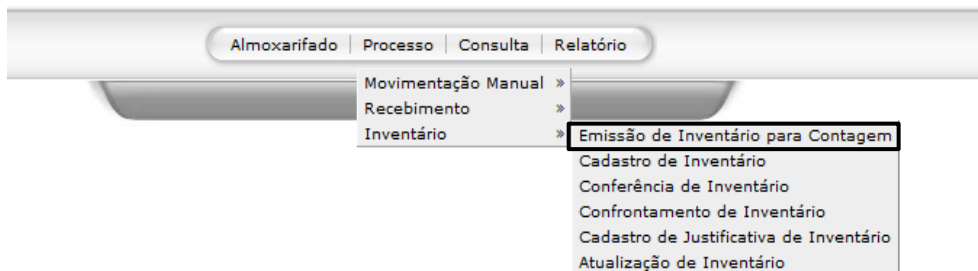 Almoxarifado | Processo | Consulta | Relatório
Movimentação Manual »
Recebimento »
Inventário »
Emissão de Inventário para Contagem
Cadastro de Inventário
Conferência de Inventário
Confrontamento de Inventário
Cadastro de Justificativa de Inventário
Atualização de Inventário